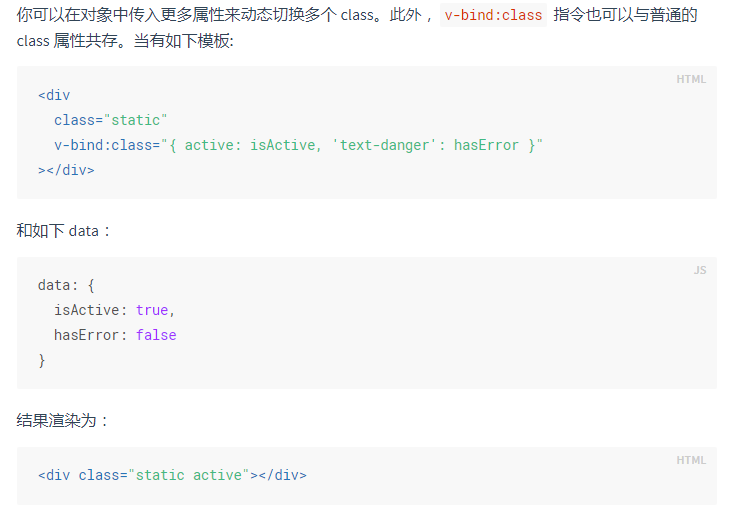 你可以在对象中传入更多属性来动态切换多个 class。此外，v-bind:class 指令也可以与普通的
class 属性共存。当有如下模板:
HTML
<div
  class="static"
  v-bind:class="{ active: isActive, 'text-danger': hasError }"
></div>
和如下 data：
JS
data: {
  isActive: true,
  hasError: false
}
结果渲染为：
HTML
<div class="static active"></div>